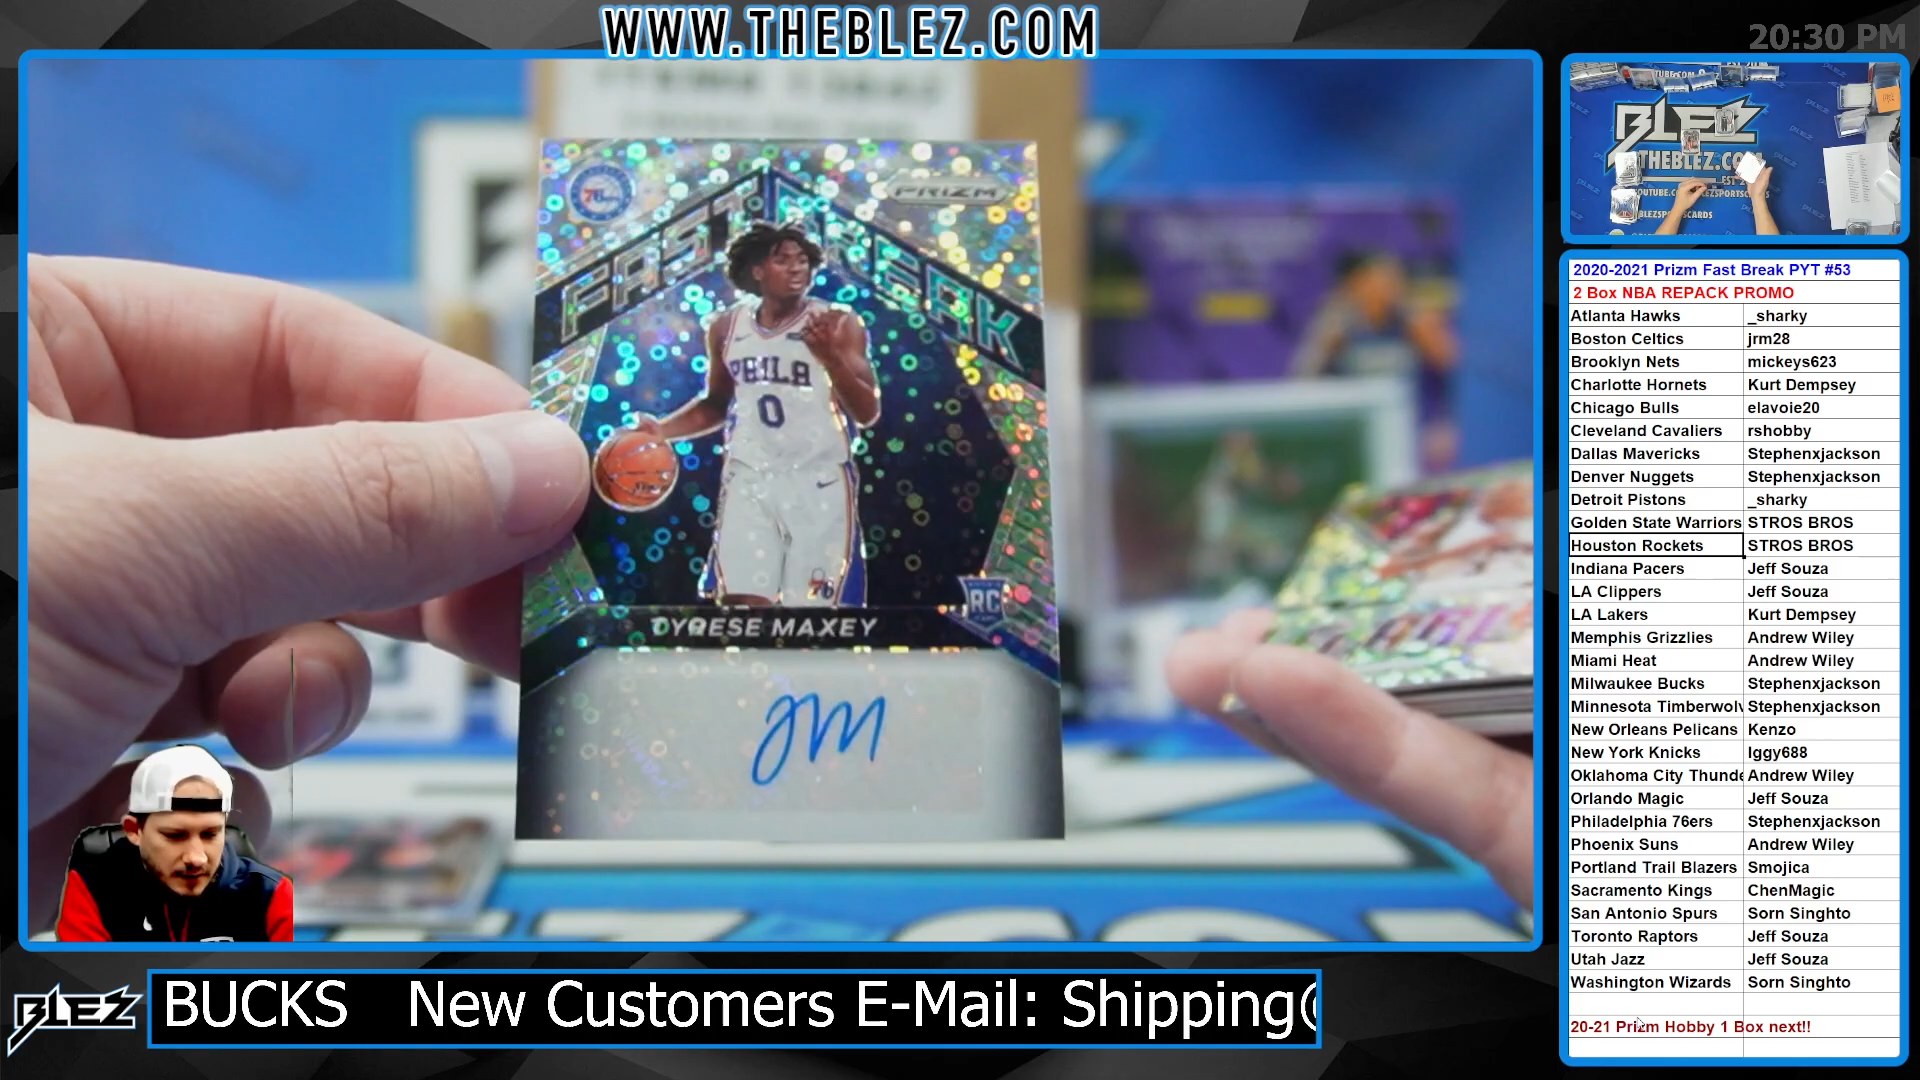 WWW.THEBLEZ.COM
20:30 PM
76
PRIZM
FAST BREAK
PHILA
0
76
RC
TYRESE MAXEY
BLEZ
THEBLEZ.COM
2020-2021 Prizm Fast Break PYT #53
2 Box NBA REPACK PROMO
Atlanta Hawks _sharky
Boston Celtics jrm28
Brooklyn Nets mickeys623
Charlotte Hornets Kurt Dempsey
Chicago Bulls elavoie20
Cleveland Cavaliers rshobby
Dallas Mavericks Stephenxjackson
Denver Nuggets Stephenxjackson
Detroit Pistons _sharky
Golden State Warriors STROS BROS
Houston Rockets STROS BROS
Indiana Pacers Jeff Souza
LA Clippers Jeff Souza
LA Lakers Kurt Dempsey
Memphis Grizzlies Andrew Wiley
Miami Heat Andrew Wiley
Milwaukee Bucks Stephenxjackson
Minnesota Timberwolv Stephenxjackson
New Orleans Pelicans Kenzo
New York Knicks Iggy688
Oklahoma City Thunde Andrew Wiley
Orlando Magic Jeff Souza
Philadelphia 76ers Stephenxjackson
Phoenix Suns Andrew Wiley
Portland Trail Blazers Smojica
Sacramento Kings ChenMagic
San Antonio Spurs Sorn Singhto
Toronto Raptors Jeff Souza
Utah Jazz Jeff Souza
Washington Wizards Sorn Singhto
20-21 Prizm Hobby 1 Box next!!
BLEZ
BUCKS New Customers E-Mail: Shipping@